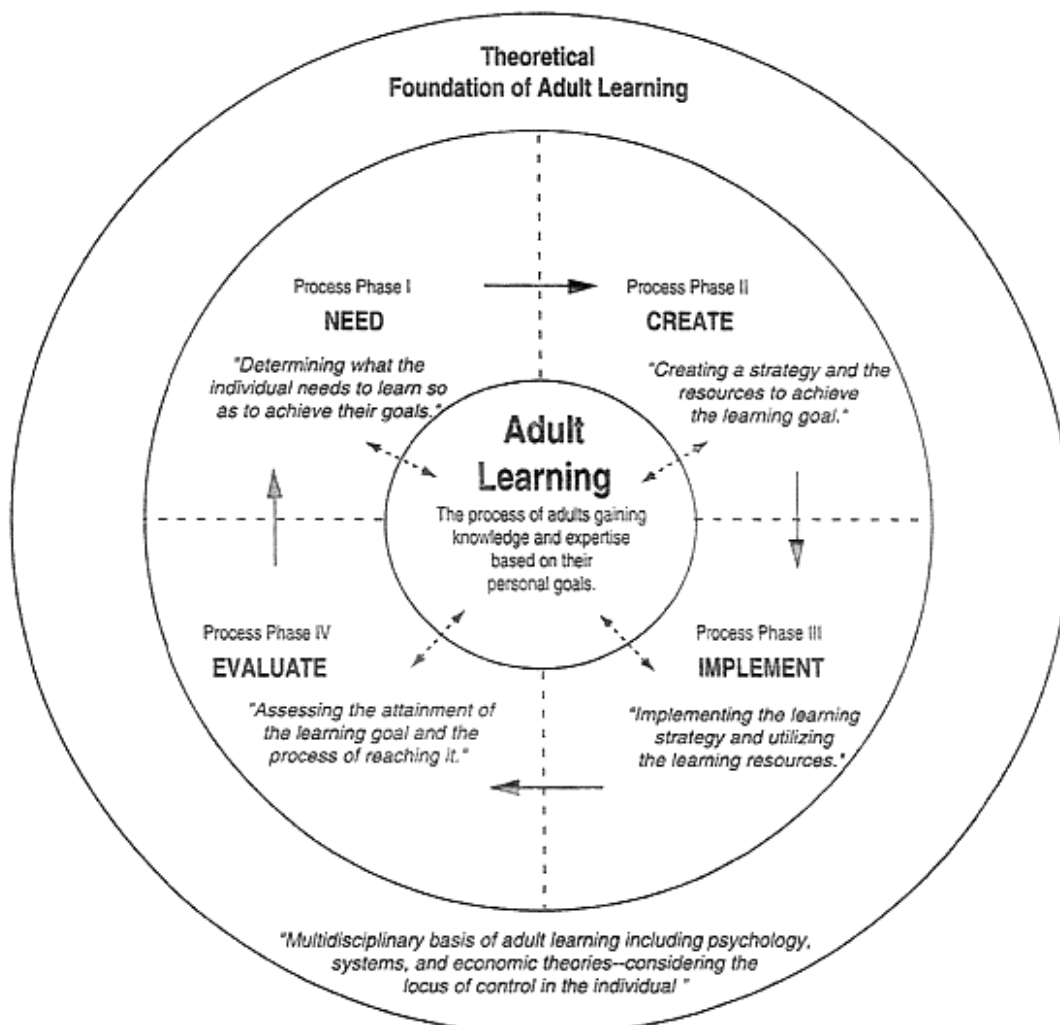 Theoretical
Foundation of Adult Learning
Process Phase I
NEED
"Determining what the
individual needs to learn so
as to achieve their goals."
Process Phase II
CREATE
"Creating a strategy and the
resources to achieve
the learning goal."
Adult
Learning
The process of adults gaining
knowledge and expertise
based on their
personal goals.
Process Phase III
IMPLEMENT
"Implementing the learning
strategy and utilizing
the learning resources."
Process Phase IV
EVALUATE
"Assessing the attainment of
the learning goal and the
process of reaching it."
"Multidisciplinary basis of adult learning including psychology,
systems, and economic theories--considering the
locus of control in the individual "